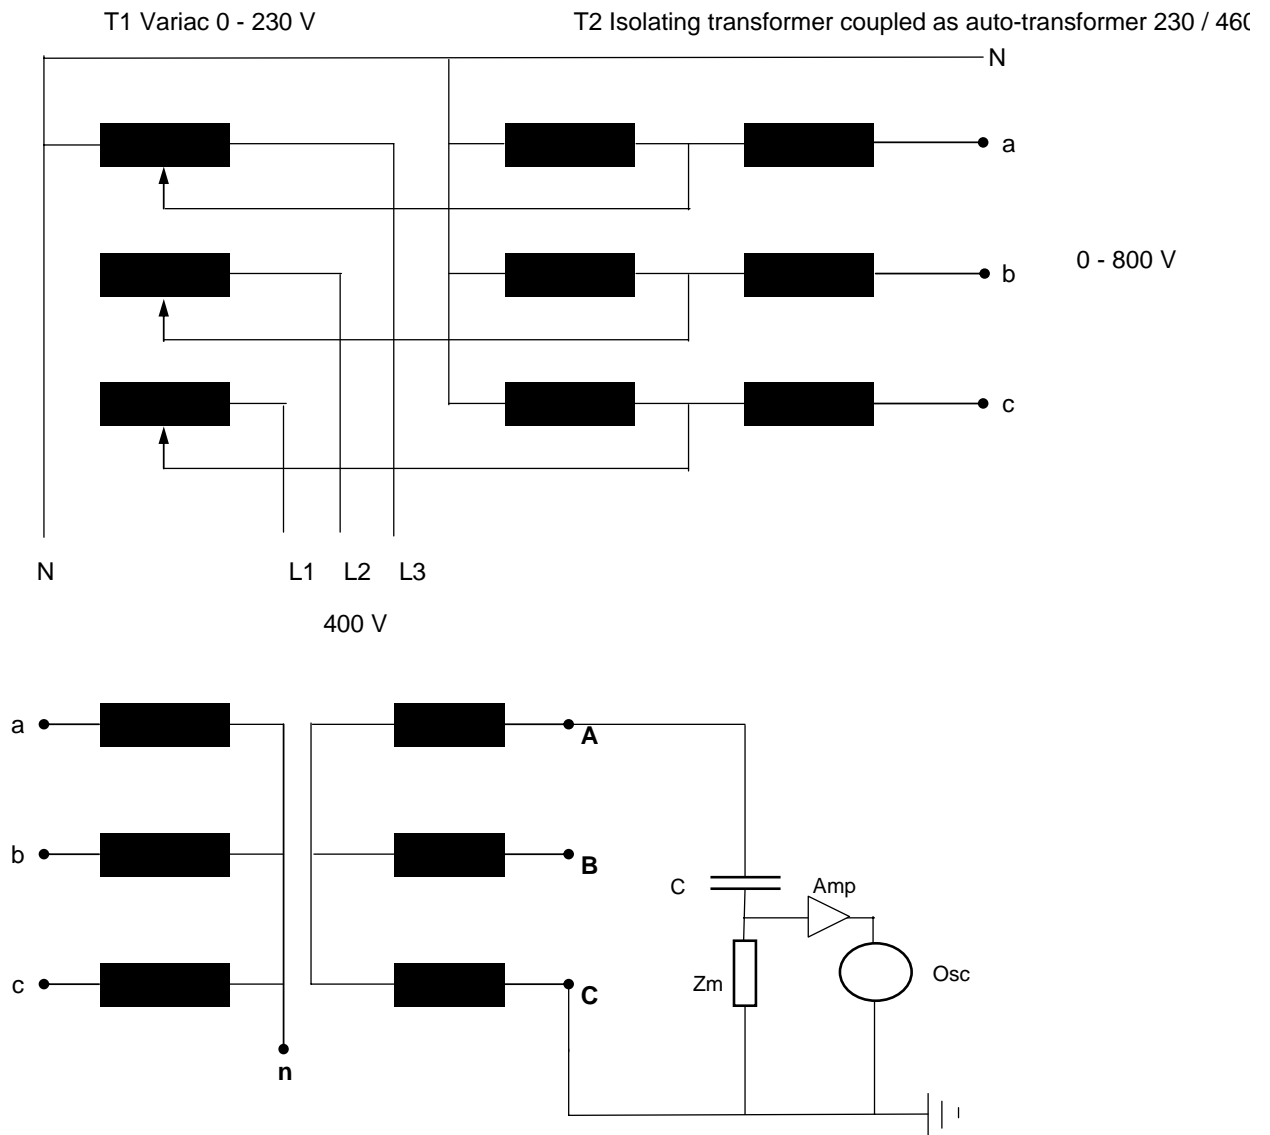 T1 Variac 0 - 230 V
T2 Isolating transformer coupled as auto-transformer 230 / 460
N
a
b
0 - 800 V
c
N
L1
L2
L3
400 V
a
A
b
B
C
Amp
c
C
Zm
Osc
n